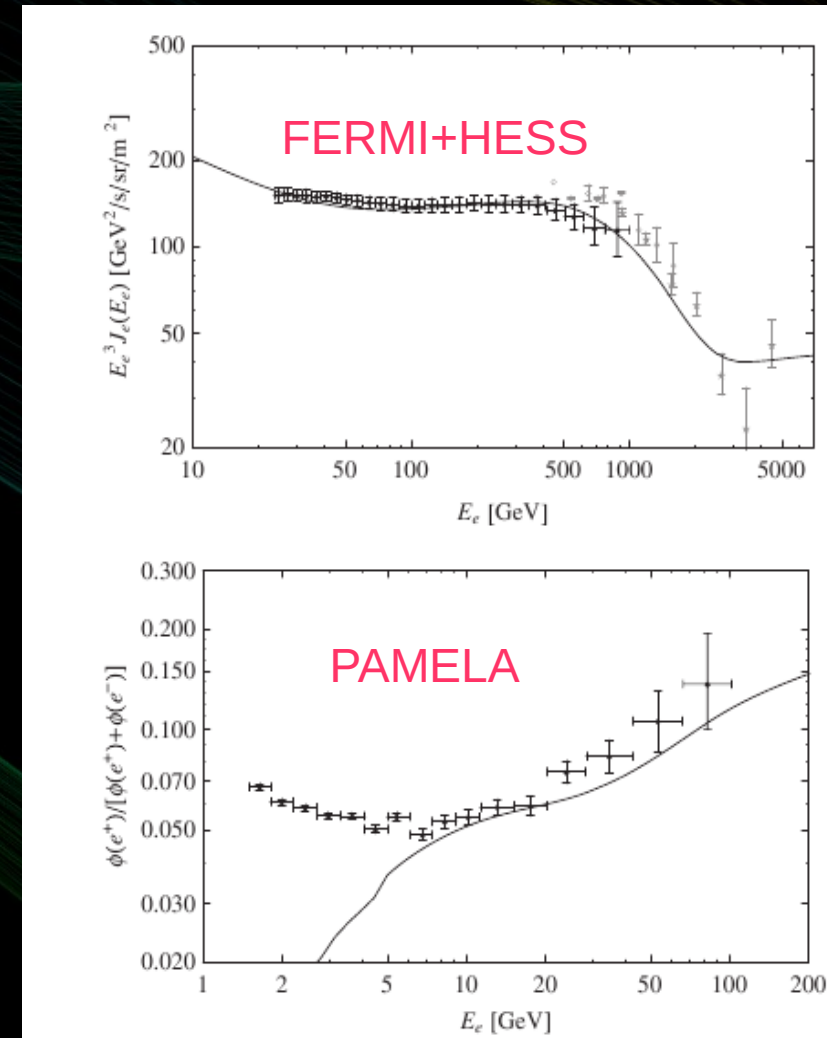 500
200
100
50
20
FERMI+HESS
E_e^3 J_e(E_e) [GeV^2/s/sr/m^2]
10 50 100 500 1000 5000
E_e [GeV]
0.300
0.200
0.150
0.100
0.070
0.050
0.030
0.020
PAMELA
ϕ(e^+)/[ϕ(e^+)+ϕ(e^-)]
1 2 5 10 20 50 100 200
E_e [GeV]